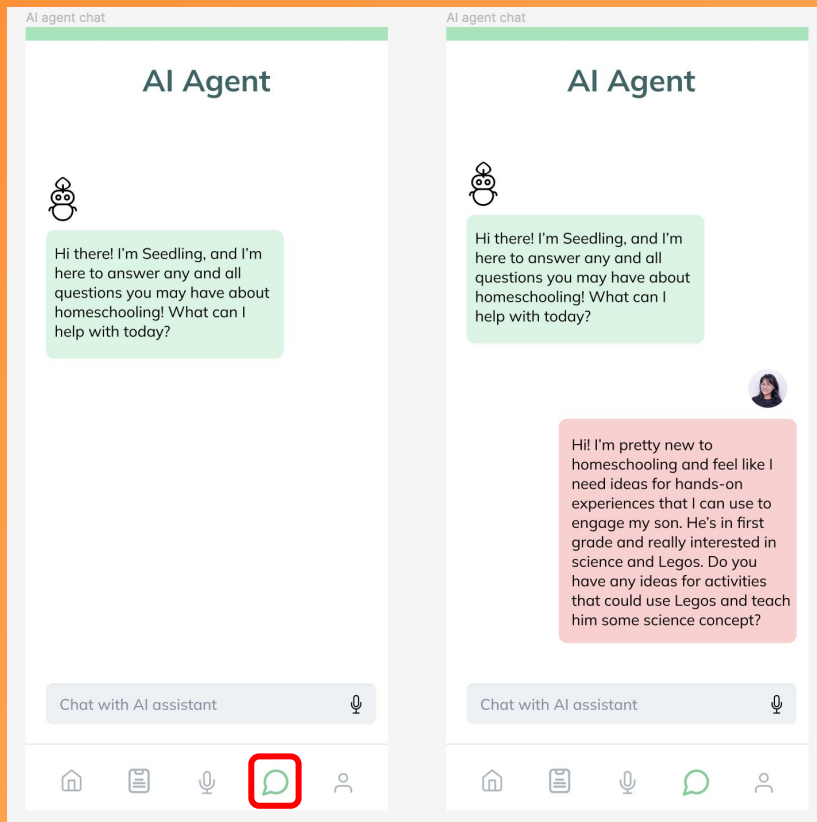 AI agent chat
AI Agent
Hi there! I'm Seedling, and I'm
here to answer any and all
questions you may have about
homeschooling! What can I
help with today?
Chat with AI assistant
AI agent chat
AI Agent
Hi there! I'm Seedling, and I'm
here to answer any and all
questions you may have about
homeschooling! What can I
help with today?
Hi! I'm pretty new to
homeschooling and feel like I
need ideas for hands-on
experiences that I can use to
engage my son. He's in first
grade and really interested in
science and Legos. Do you
have any ideas for activities
that could use Legos and teach
him some science concept?
Chat with AI assistant